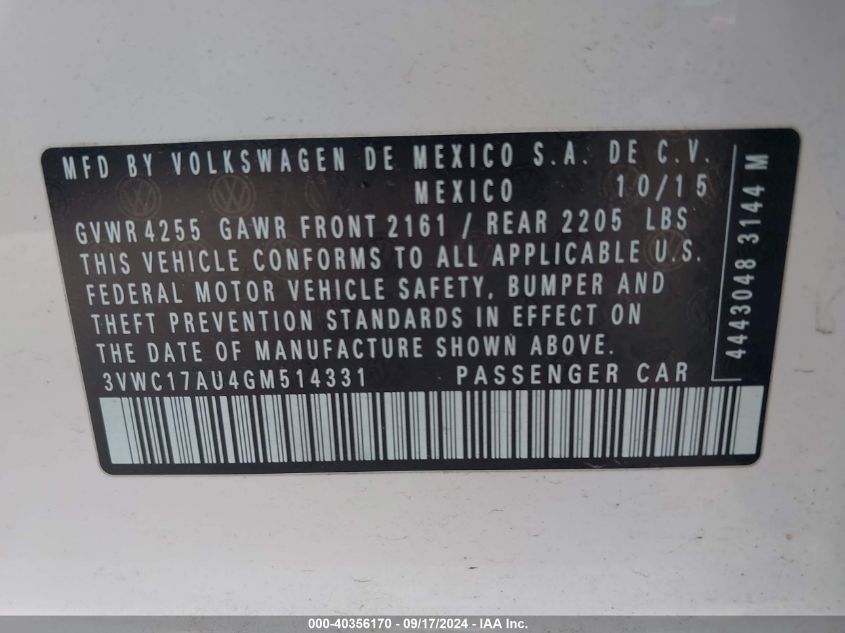 MFD BY VOLKSWAGEN DE MEXICO S.A. DE C.V.
MEXICO 10/15
GVWR 4255 GAWR FRONT 2161 / REAR 2205 LBS
THIS VEHICLE CONFORMS TO ALL APPLICABLE U.S.
FEDERAL MOTOR VEHICLE SAFETY, BUMPER AND
THEFT PREVENTION STANDARDS IN EFFECT ON
THE DATE OF MANUFACTURE SHOWN ABOVE.
3VWC17AU4GM514331 PASSENGER CAR
4443048 3144 M
000-40356170 - 09/17/2024 - IAA Inc.